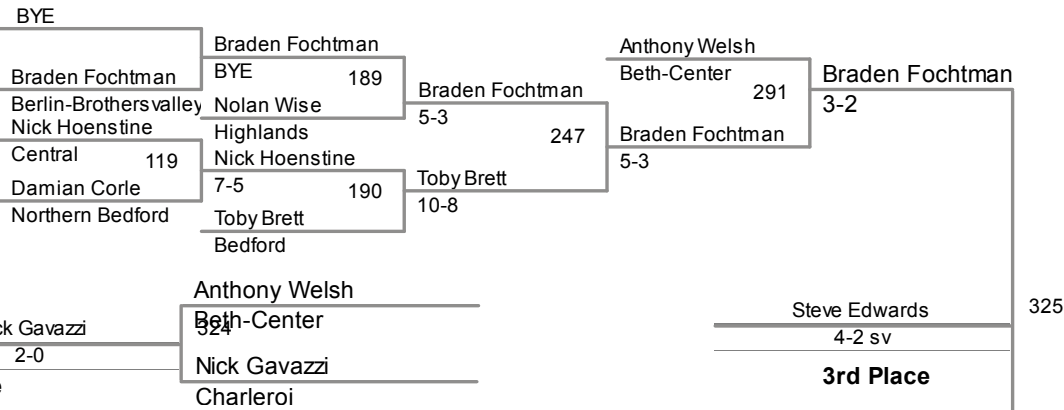 BYE
Braden Fochtman
Berlin-Brothersvalley
Nick Hoenstine
Central
119
Damian Corle
Northern Bedford
Braden Fochtman
BYE
189
Nolan Wise
Highlands
Nick Hoenstine
7-5
190
Toby Brett
Bedford
Braden Fochtman
5-3
247
Toby Brett
10-8
Anthony Welsh
Beth-Center
291
Braden Fochtman
5-3
Braden Fochtman
3-2
325
Steve Edwards
4-2 sv
3rd Place
ck Gavazzi
2-0
e
Anthony Welsh
Beth-Center
324
Nick Gavazzi
Charleroi